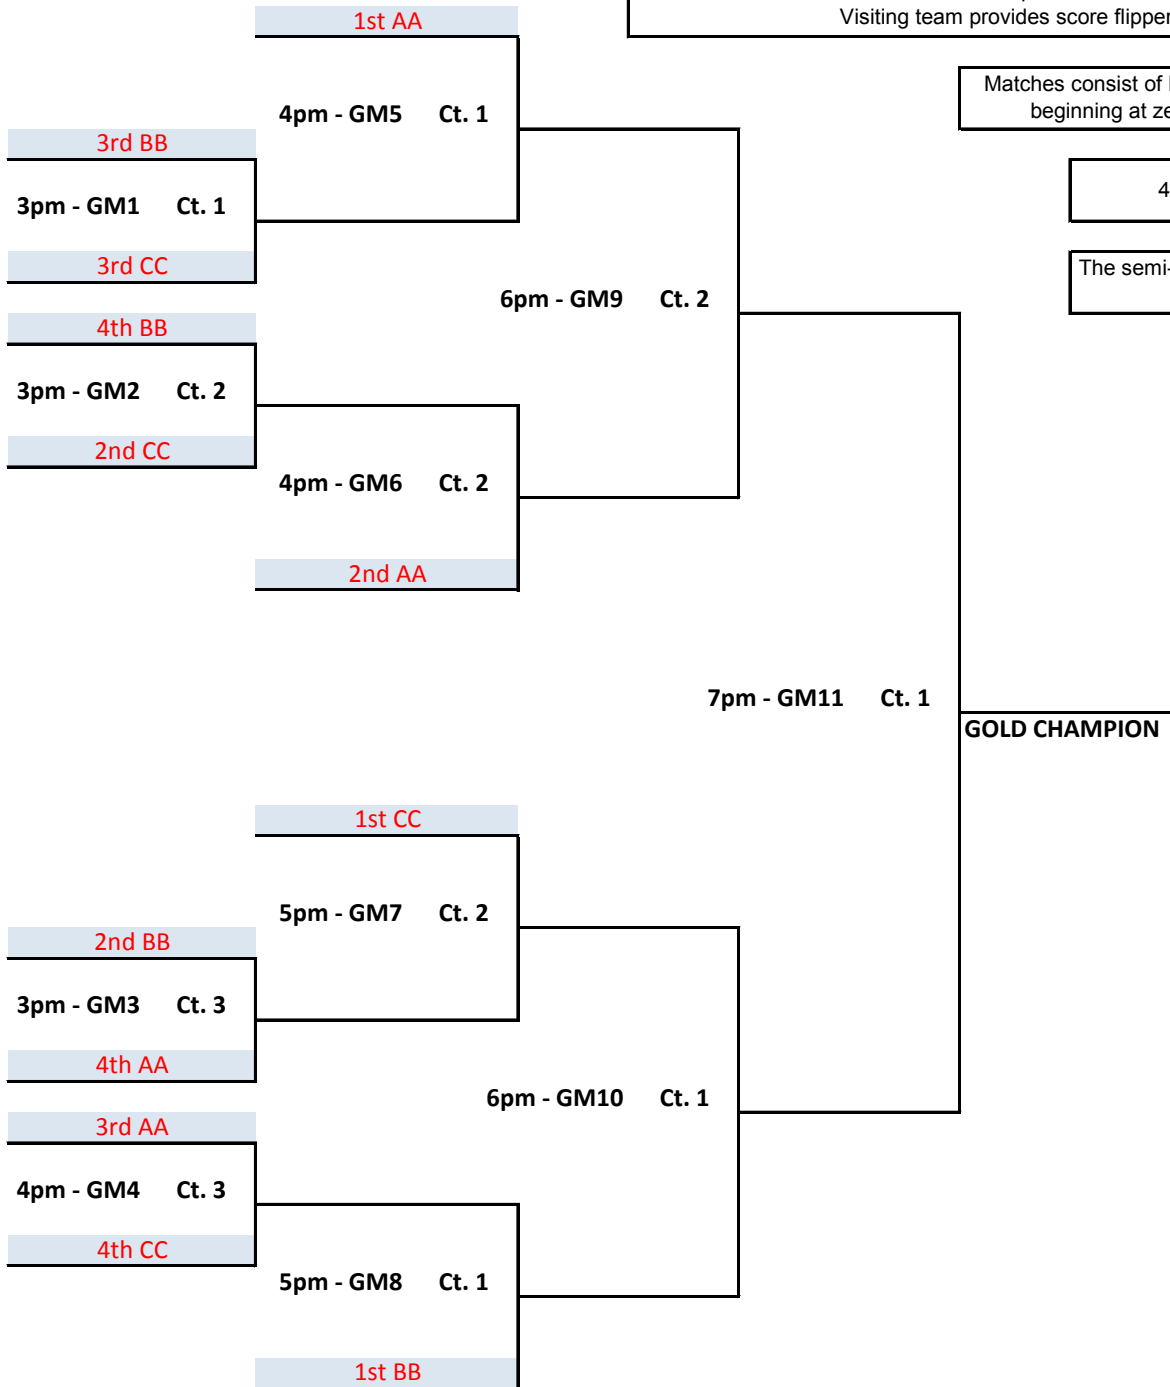 Visiting team provides score flipper
1st AA
Matches consist of
beginning at
4pm - GM5 Ct. 1
3rd BB
4
3pm - GM1 Ct. 1
3rd CC
The semi-
6pm - GM9 Ct. 2
4th BB
3pm - GM2 Ct. 2
2nd CC
4pm - GM6 Ct. 2
2nd AA
7pm - GM11 Ct. 1
GOLD CHAMPION
1st CC
5pm - GM7 Ct. 2
2nd BB
3pm - GM3 Ct. 3
4th AA
6pm - GM10 Ct. 1
3rd AA
4pm - GM4 Ct. 3
4th CC
5pm - GM8 Ct. 1
1st BB